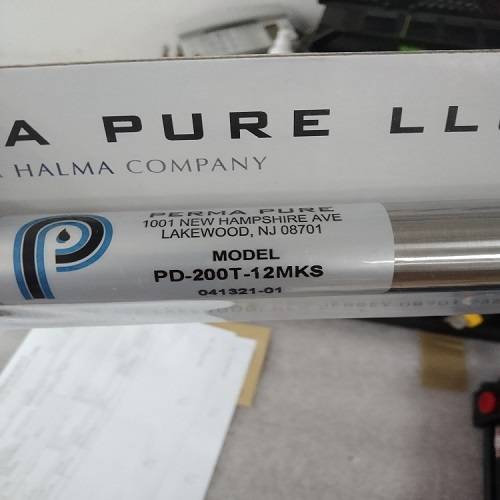 A PURE LL
A HALMA COMPANY
PERMA PURE
1001 NEW HAMPSHIRE AVE
LAKEWOOD, NJ 08701
MODEL
PD-200T-12MKS
041321-01